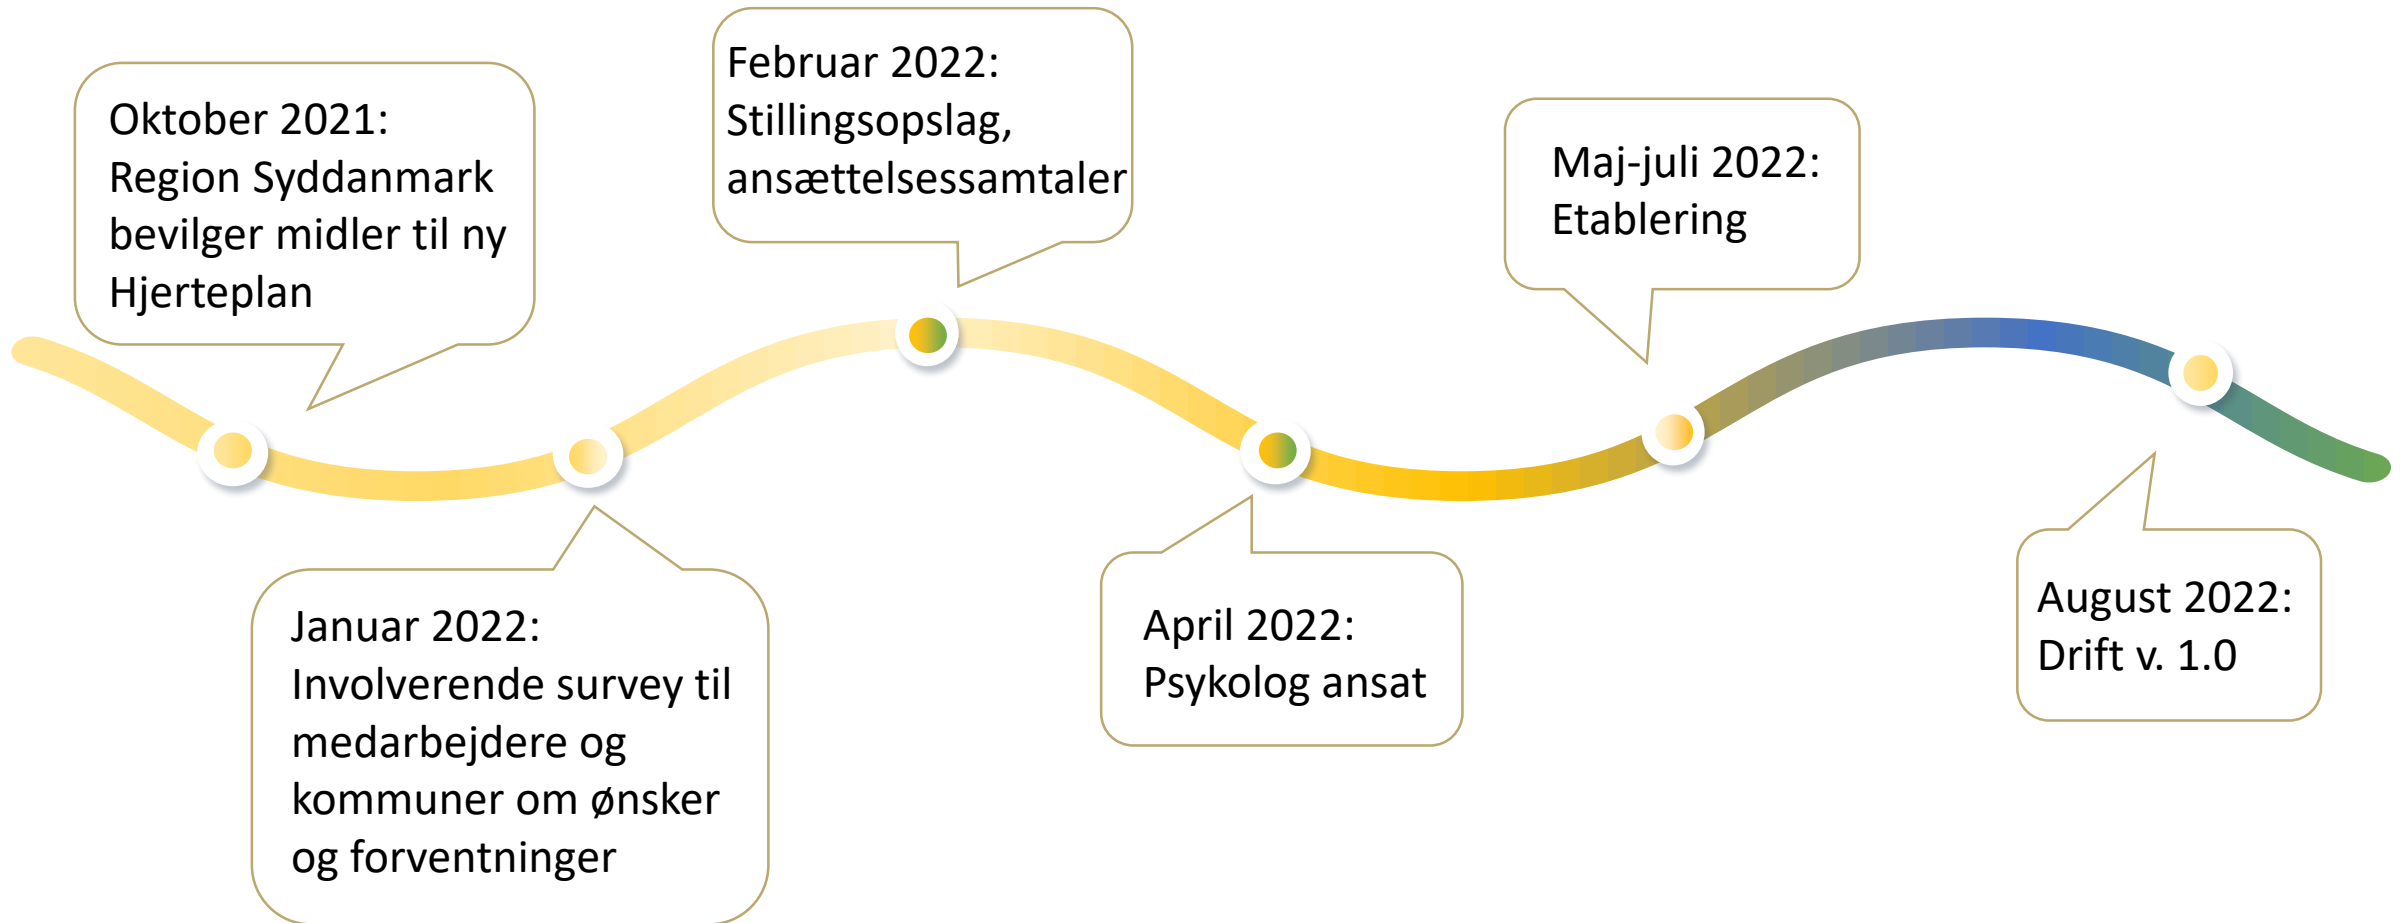 Oktober 2021:
Region Syddanmark
bevilger midler til ny
Hjerteplan
Januar 2022:
Involverende survey til
medarbejdere og
kommuner om ønsker
og forventninger
Februar 2022:
Stillingsopslag,
ansættelsessamtaler
April 2022:
Psykolog ansat
Maj-juli 2022:
Etablering
August 2022:
Drift v. 1.0